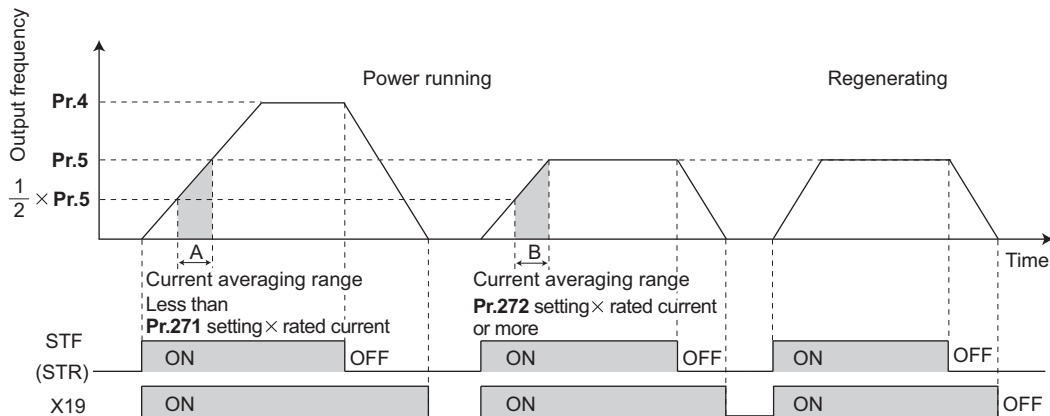 Output frequency
Power running
Regenerating
Pr.4
Pr.5
1/2 × Pr.5
A
B
Time
Current averaging range
Less than
Pr.271 setting× rated current
Current averaging range
Pr.272 setting× rated current
or more
STF
(STR)
ON
OFF
ON
OFF
ON
OFF
X19
ON
ON
ON
OFF